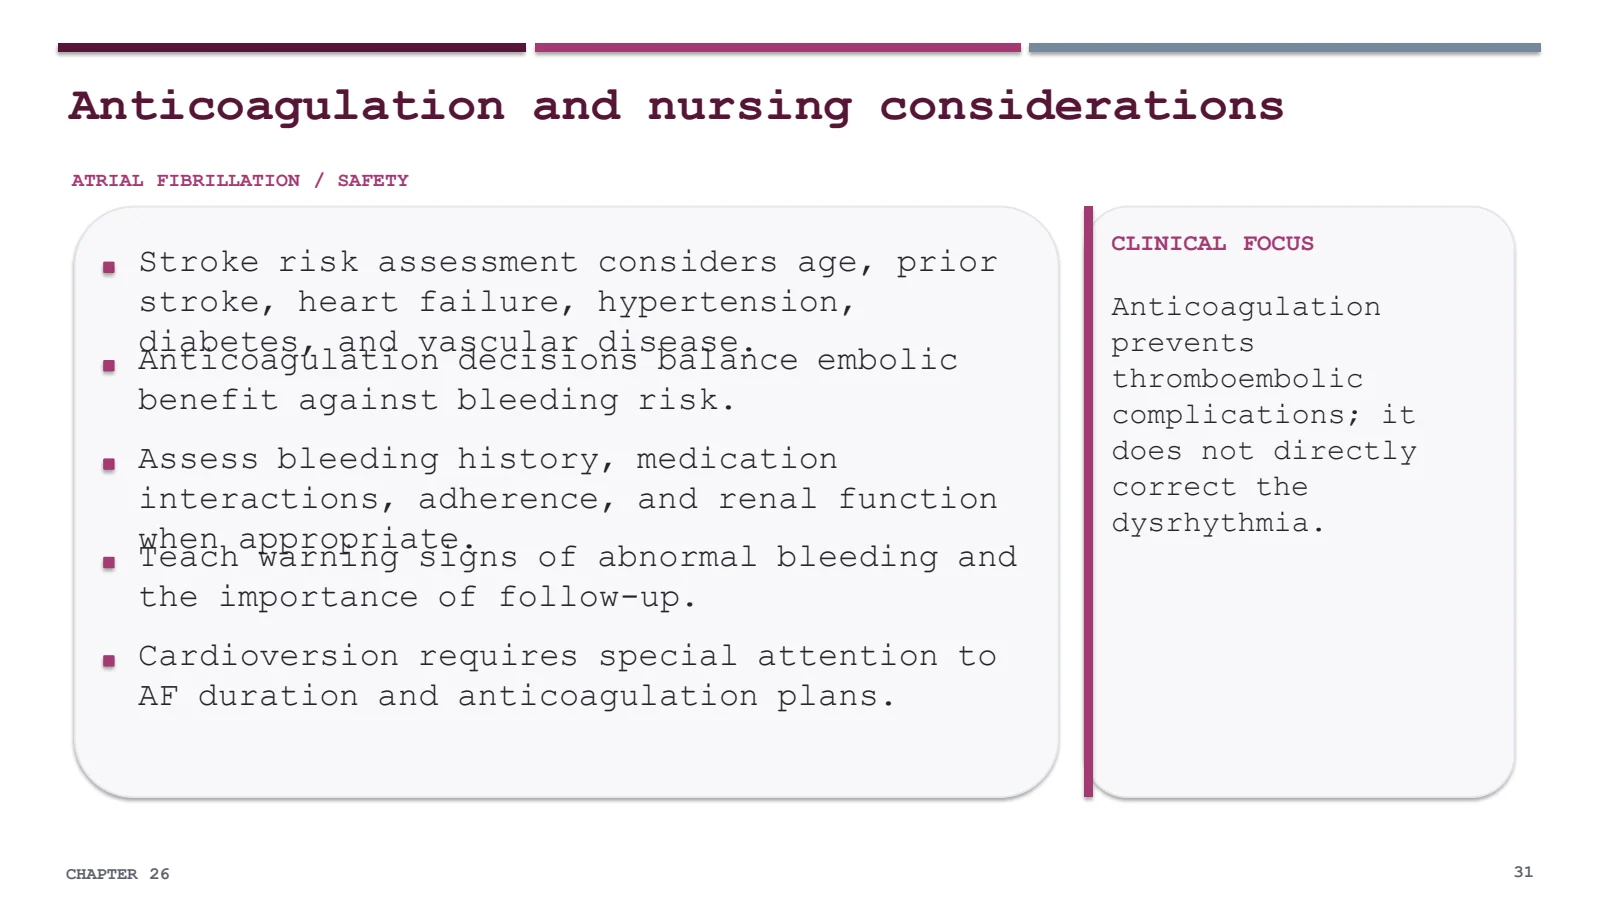 Anticoagulation and nursing considerations
ATRIAL FIBRILLATION / SAFETY
Stroke risk assessment considers age, prior
stroke, heart failure, hypertension,
diabetes, and vascular disease.
Anticoagulation decisions balance embolic
benefit against bleeding risk.
Assess bleeding history, medication
interactions, adherence, and renal function
when appropriate.
Teach warning signs of abnormal bleeding and
the importance of follow-up.
Cardioversion requires special attention to
AF duration and anticoagulation plans.
CLINICAL FOCUS
Anticoagulation
prevents
thromboembolic
complications; it
does not directly
correct the
dysrhythmia.
CHAPTER 26
31